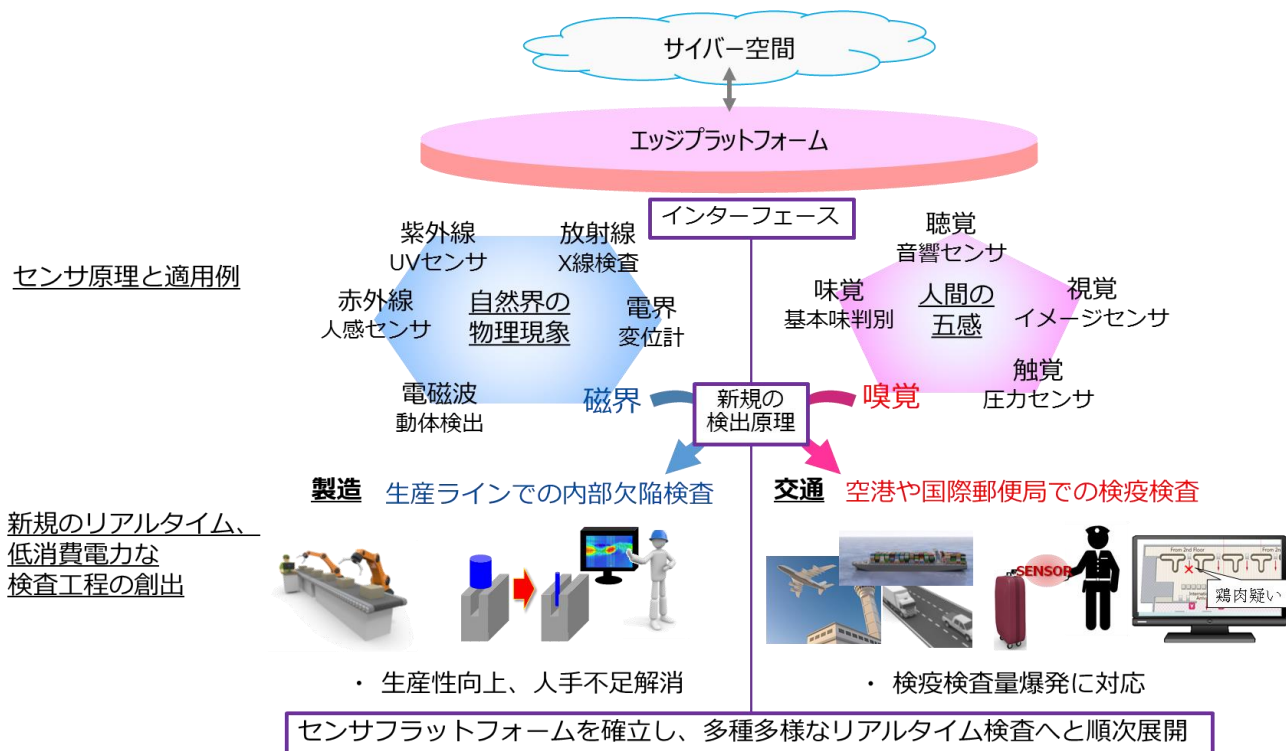 サイバー空間
エッジプラットフォーム
インターフェース
センサ原理と適用例
紫外線
UVセンサ
放射線
X線検査
赤外線
人感センサ
自然界の
物理現象
電界
変位計
電磁波
動体検出
磁界
聴覚
音響センサ
味覚
基本味判別
人間の
五感
視覚
イメージセンサ
触覚
圧力センサ
嗅覚
新規の
検出原理
新規のリアルタイム、
低消費電力な
検査工程の創出
製造 生産ラインでの内部欠陥検査
・ 生産性向上、人手不足解消
交通 空港や国際郵便局での検疫検査
SENSOR
From 2nd Floor
From 2nd
鶏肉疑い
・ 検疫検査量爆発に対応
センサフラットフォームを確立し、多種多様なリアルタイム検査へと順次展開